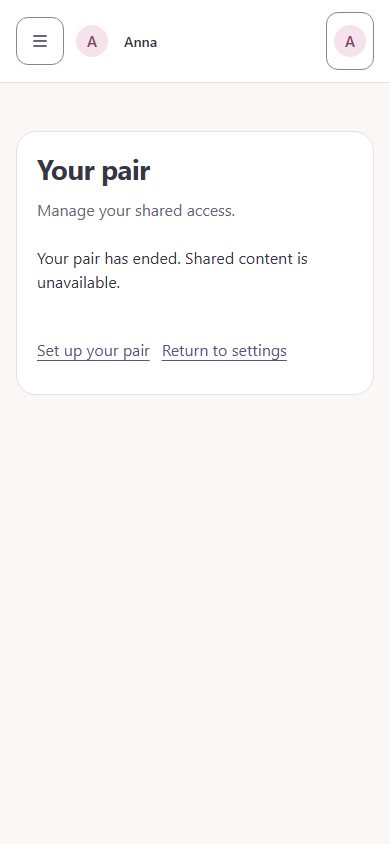 A
Anna
A
Your pair
Manage your shared access.
Your pair has ended. Shared content is
unavailable.
Set up your pair
Return to settings